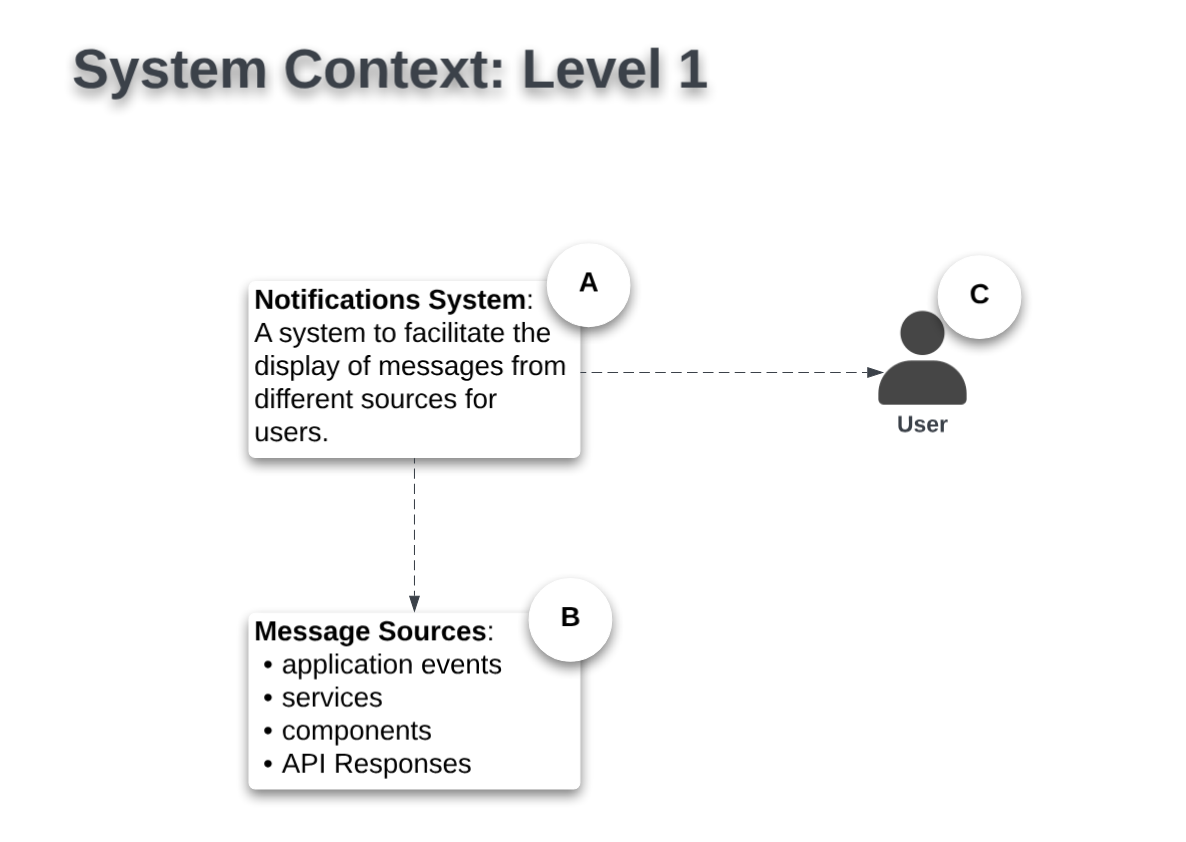 System Context: Level 1
A
C
Notifications System:
A system to facilitate the
display of messages from
different sources for
users.
User
B
Message Sources:
• application events
• services
• components
• API Responses